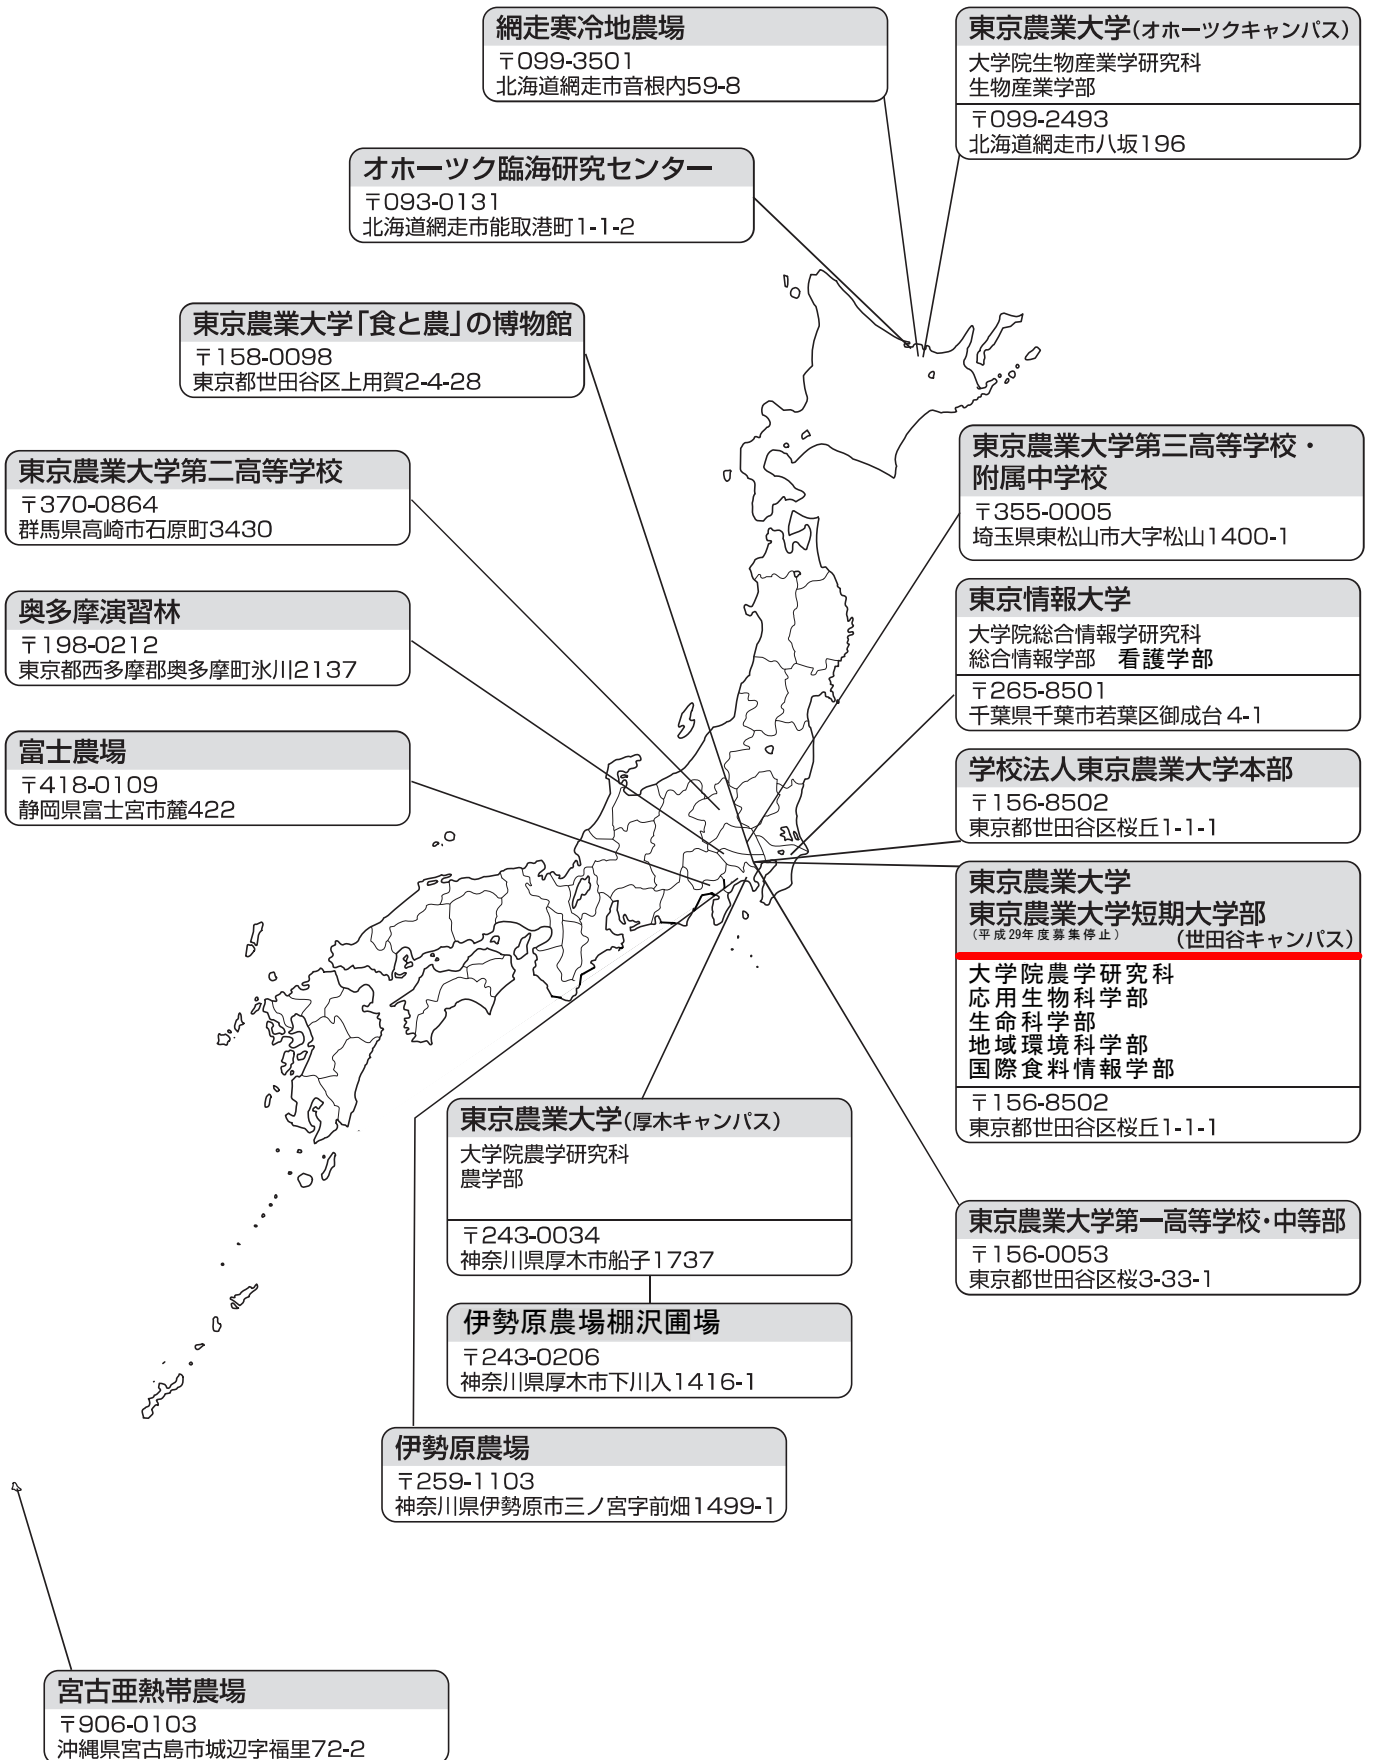 網走寒冷地農場
〒099-3501
北海道網走市音根内59-8
東京農業大学(オホーツクキャンパス)
大学院生物産業学研究科
生物産業学部
〒099-2493
北海道網走市八坂196
オホーツク臨海研究センター
〒093-0131
北海道網走市能取港町1-1-2
東京農業大学｢食と農｣の博物館
〒158-0098
東京都世田谷区上用賀2-4-28
東京農業大学第二高等学校
〒370-0864
群馬県高崎市石原町3430
東京農業大学第三高等学校・
附属中学校
〒355-0005
埼玉県東松山市大字松山1400-1
奥多摩演習林
〒198-0212
東京都西多摩郡奥多摩町氷川2137
東京情報大学
大学院総合情報学研究科
総合情報学部　看護学部
〒265-8501
千葉県千葉市若葉区御成台4-1
富士農場
〒418-0109
静岡県富士宮市麓422
学校法人東京農業大学本部
〒156-8502
東京都世田谷区桜丘1-1-1
東京農業大学
東京農業大学短期大学部
(平成29年度募集停止)　(世田谷キャンパス)
大学院農学研究科
応用生物科学部
生命科学部
地域環境科学部
国際食料情報学部
〒156-8502
東京都世田谷区桜丘1-1-1
東京農業大学(厚木キャンパス)
大学院農学研究科
農学部
〒243-0034
神奈川県厚木市船子1737
東京農業大学第一高等学校・中等部
〒156-0053
東京都世田谷区桜3-33-1
伊勢原農場棚沢圃場
〒243-0206
神奈川県厚木市下川入1416-1
伊勢原農場
〒259-1103
神奈川県伊勢原市三ノ宮字前畑1499-1
宮古亜熱帯農場
〒906-0103
沖縄県宮古島市城辺字福里72-2